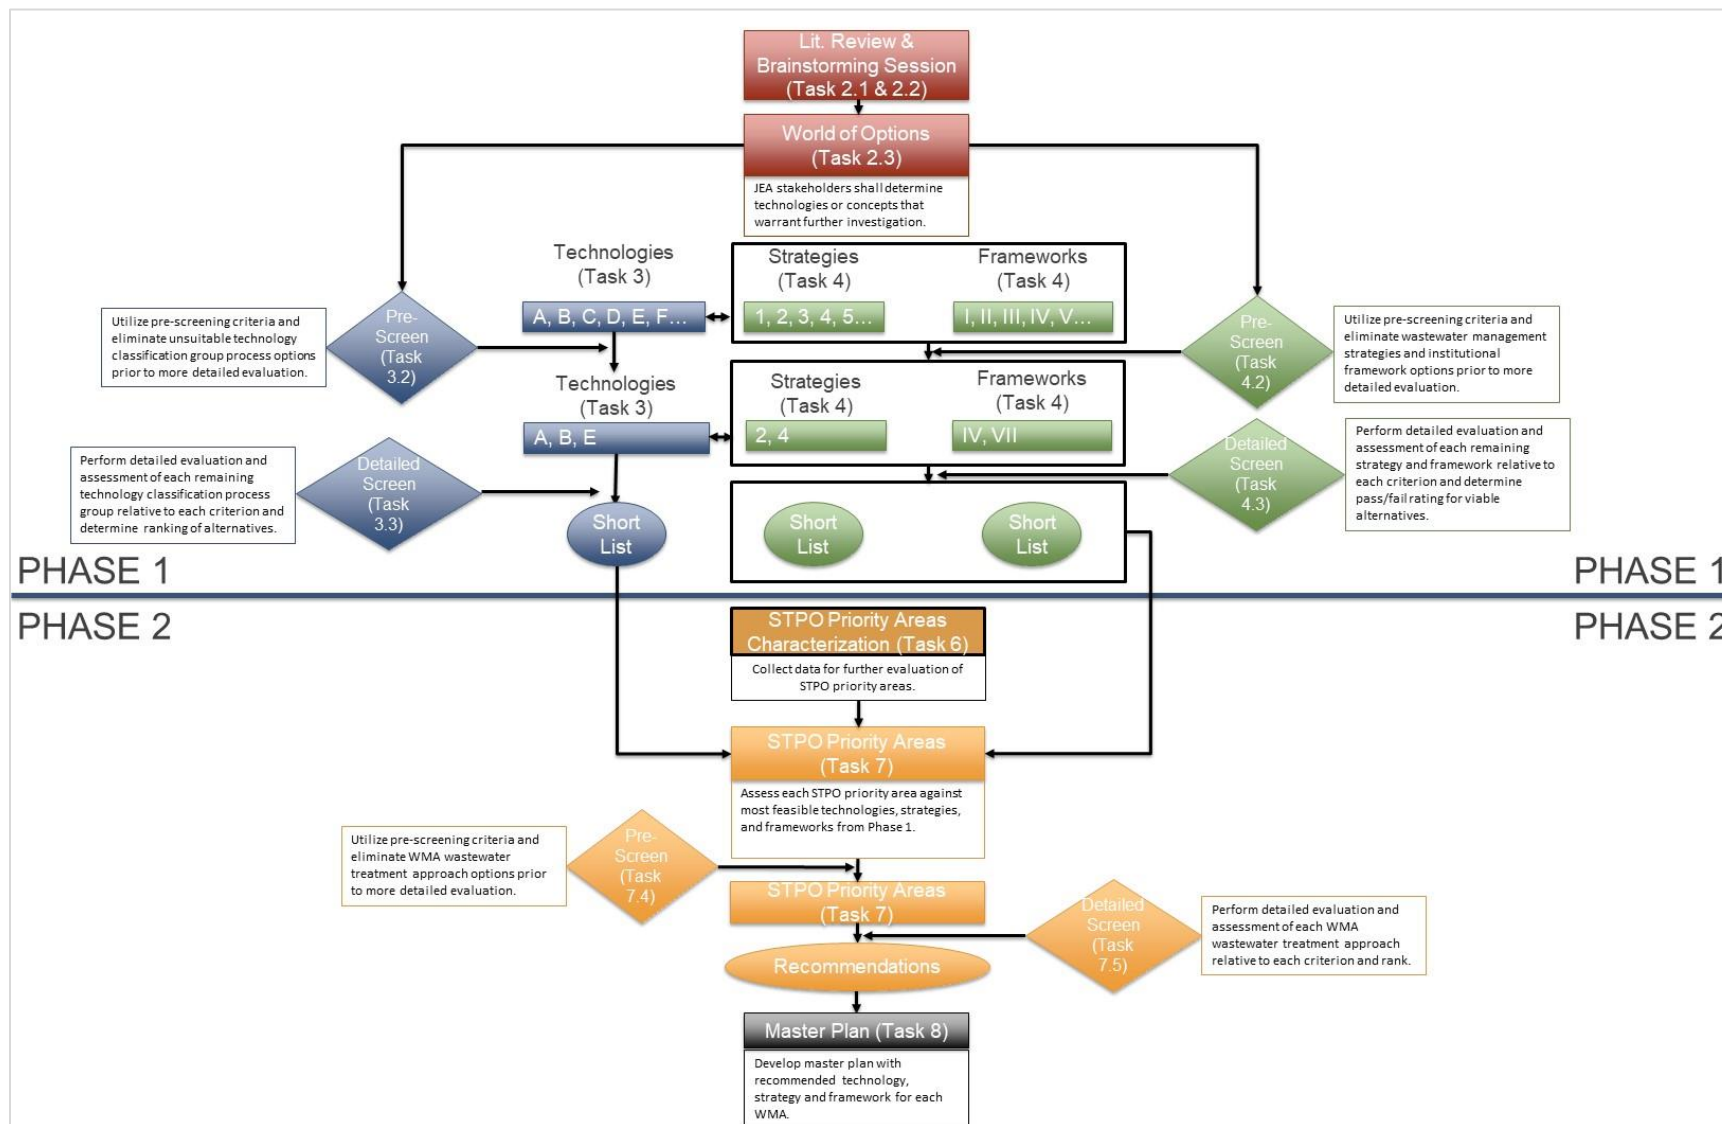 Lit. Review &
Brainstorming Session
(Task 2.1 & 2.2)
World of Options
(Task 2.3)
JEA stakeholders shall determine
technologies or concepts that
warrant further investigation.
Technologies
(Task 3)
Strategies
(Task 4)
Frameworks
(Task 4)
A, B, C, D, E, F...
1, 2, 3, 4, 5...
I, II, III, IV, V...
Utilize pre-screening criteria and
eliminate unsuitable technology
classification group process options
prior to more detailed evaluation.
Pre-
Screen
(Task
3.2)
Pre-
Screen
(Task
4.2)
Utilize pre-screening criteria and
eliminate wastewater management
strategies and institutional
framework options prior to more
detailed evaluation.
Technologies
(Task 3)
Strategies
(Task 4)
Frameworks
(Task 4)
A, B, E
2, 4
IV, VII
Perform detailed evaluation and
assessment of each remaining
technology classification process
group relative to each criterion and
determine ranking of alternatives.
Detailed
Screen
(Task
3.3)
Detailed
Screen
(Task
4.3)
Perform detailed evaluation and
assessment of each remaining
strategy and framework relative to
each criterion and determine
pass/fail rating for viable
alternatives.
Short
List
Short
List
Short
List
PHASE 1
PHASE 1
PHASE 2
PHASE 2
STPO Priority Areas
Characterization (Task 6)
Collect data for further evaluation of
STPO priority areas.
STPO Priority Areas
(Task 7)
Assess each STPO priority area against
most feasible technologies, strategies,
and frameworks from Phase 1.
Utilize pre-screening criteria and
eliminate WMA wastewater
treatment approach options prior
to more detailed evaluation.
Pre-
Screen
(Task
7.4)
STPO Priority Areas
(Task 7)
Detailed
Screen
(Task
7.5)
Perform detailed evaluation and
assessment of each WMA
wastewater treatment approach
relative to each criterion and rank.
Recommendations
Master Plan (Task 8)
Develop master plan with
recommended technology,
strategy and framework for each
WMA.